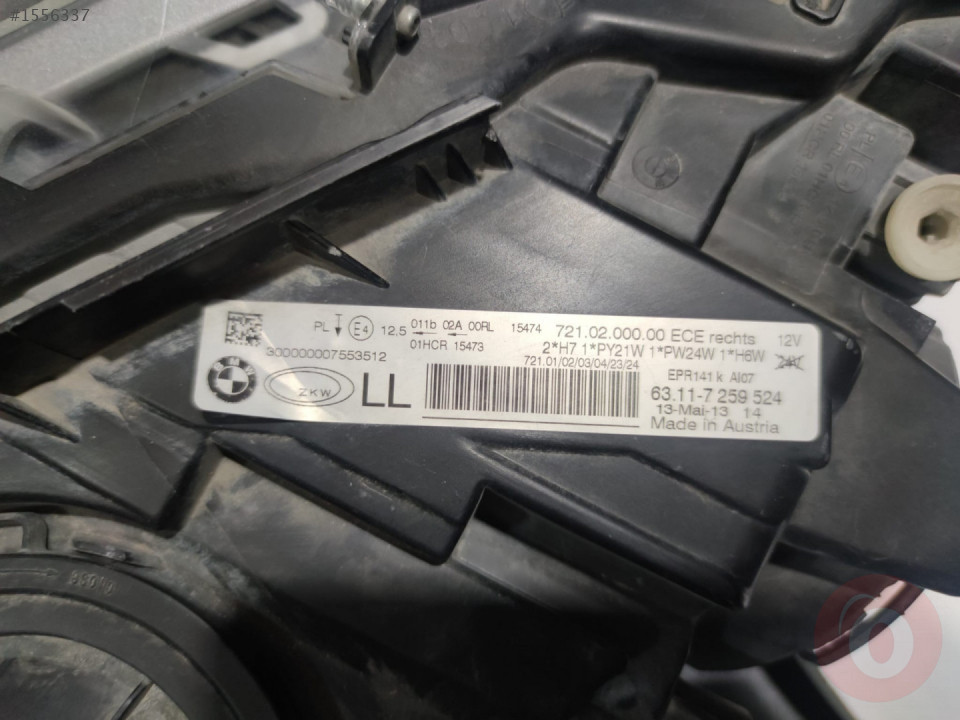 #1556337
PL T E4 12.5 011b 02A 00RL 15474 721.02.000.00 ECE rechts 12V
01HCR 15473 2*H7 1*PY21W 1*PW24W 1*H6W 24V
300000007553512 721.01/02/03/04/23/24 EPR141 k AI07
BMW ZKW LL 63.11-7 259 524
13-Mai-13 14
Made in Austria